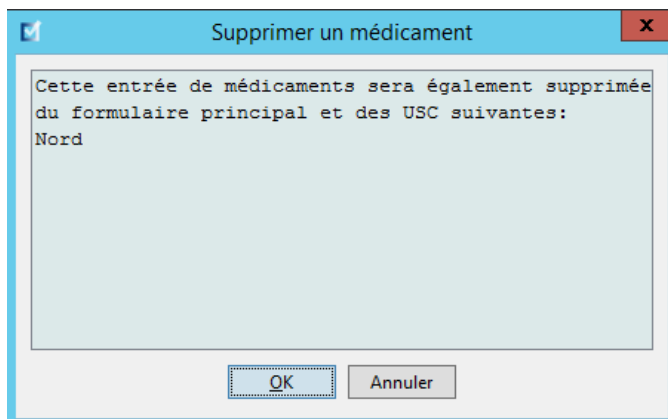 Supprimer un médicament
x
Cette entrée de médicaments sera également supprimée
du formulaire principal et des USC suivantes:
Nord
OK
Annuler